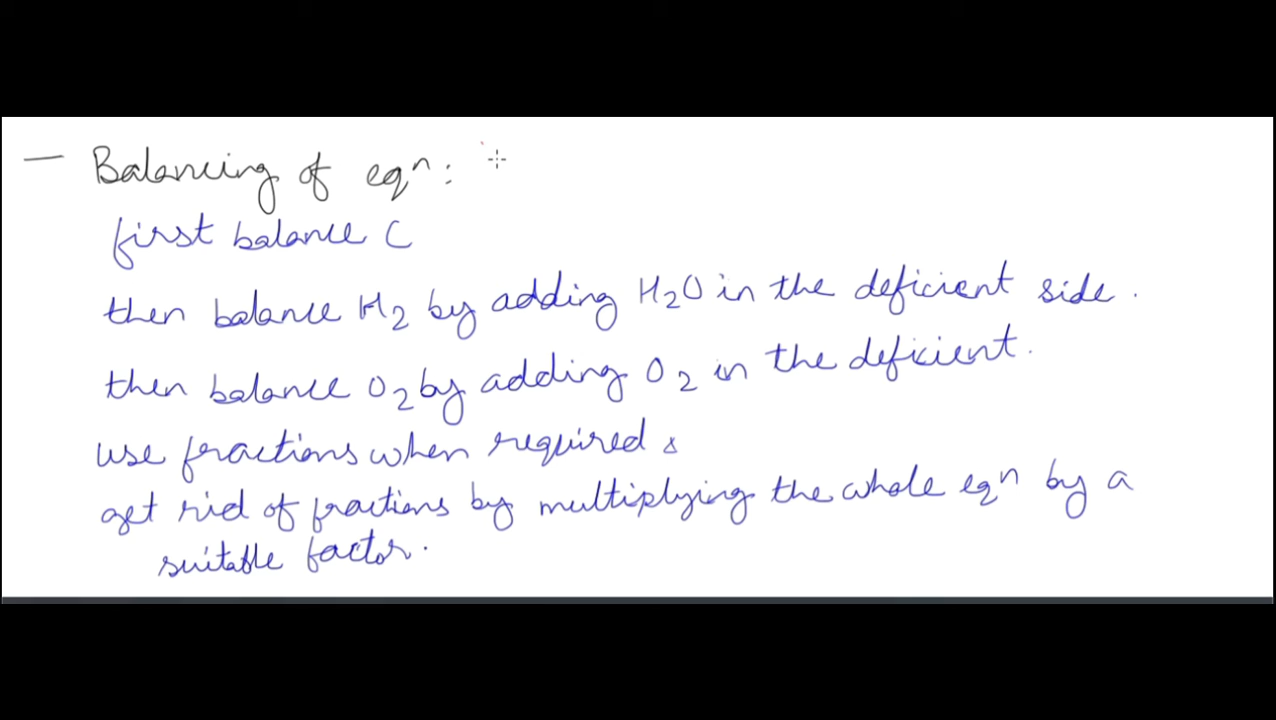 — Balancing of eqn:
first balance C
then balance H2 by adding H2O in the deficient side.
then balance O2 by adding O2 in the deficient.
use fractions when required &
get rid of fractions by multiplying the whole eqn by a
suitable factor.